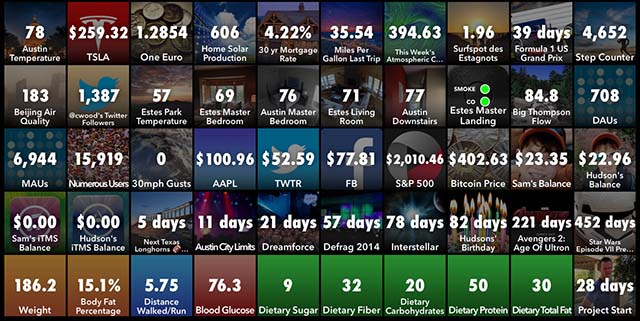 78
Austin
Temperature
$259.32
TSLA
1.2854
One Euro
606
Home Solar
Production
4.22%
30 yr Mortgage
Rate
35.54
Miles Per
Gallon Last Trip
394.63
This Week's
Atmospheric C...
1.96
Surfspot des
Estagnots
39 days
Formula 1 US
Grand Prix
4,652
Step Counter
183
Beijing Air
Quality
1,387
@cwood's Twitter
Followers
57
Estes Park
Temperature
69
Estes Master
Bedroom
76
Austin Master
Bedroom
71
Estes Living
Room
77
Austin
Downstairs
SMOKE
CO
Estes Master
Landing
84.8
Big Thompson
Flow
708
DAUs
6,944
MAUs
15,919
Numerous Users
0
30mph Gusts
$100.96
AAPL
$52.59
TWTR
$77.81
FB
$2,010.46
S&P 500
$402.63
Bitcoin Price
$23.35
Sam's Balance
$22.96
Hudson's
Balance
$0.00
Sam's iTMS
Balance
$0.00
Hudson's
iTMS Balance
5 days
Next Texas
Longhorns 🏈...
11 days
Austin City Limits
21 days
Dreamforce
57 days
Defrag 2014
78 days
Interstellar
82 days
Hudsons'
Birthday
221 days
Avengers 2:
Age Of Ultron
452 days
Star Wars
Episode VII Pre...
186.2
Weight
15.1%
Body Fat
Percentage
5.75
Distance
Walked/Run
76.3
Blood Glucose
9
Dietary Sugar
32
Dietary Fiber
20
Dietary
Carbohydrates
50
Dietary Protein
30
Dietary Total Fat
28 days
Project Start